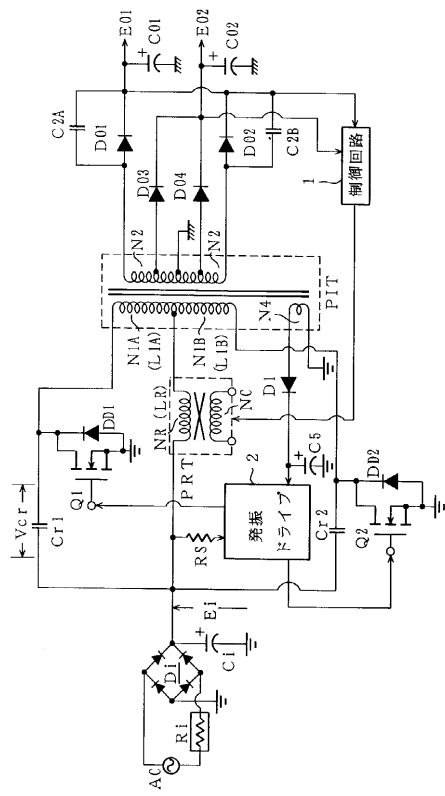 C2A
D01
E01
C01
+
E02
C02
+
D03
D04
D02
C2B
N2
N2
制御回路
1
PIT
N1A
(L1A)
N1B
(L1B)
N4
NR (LR)
NC
PRT
D1
C5
+
DD1
Q1
Vcr
Cr1
RS
2
発振
ドライブ
Cr2
DD2
Q2
Ei
Ci
+
Di
Ri
AC